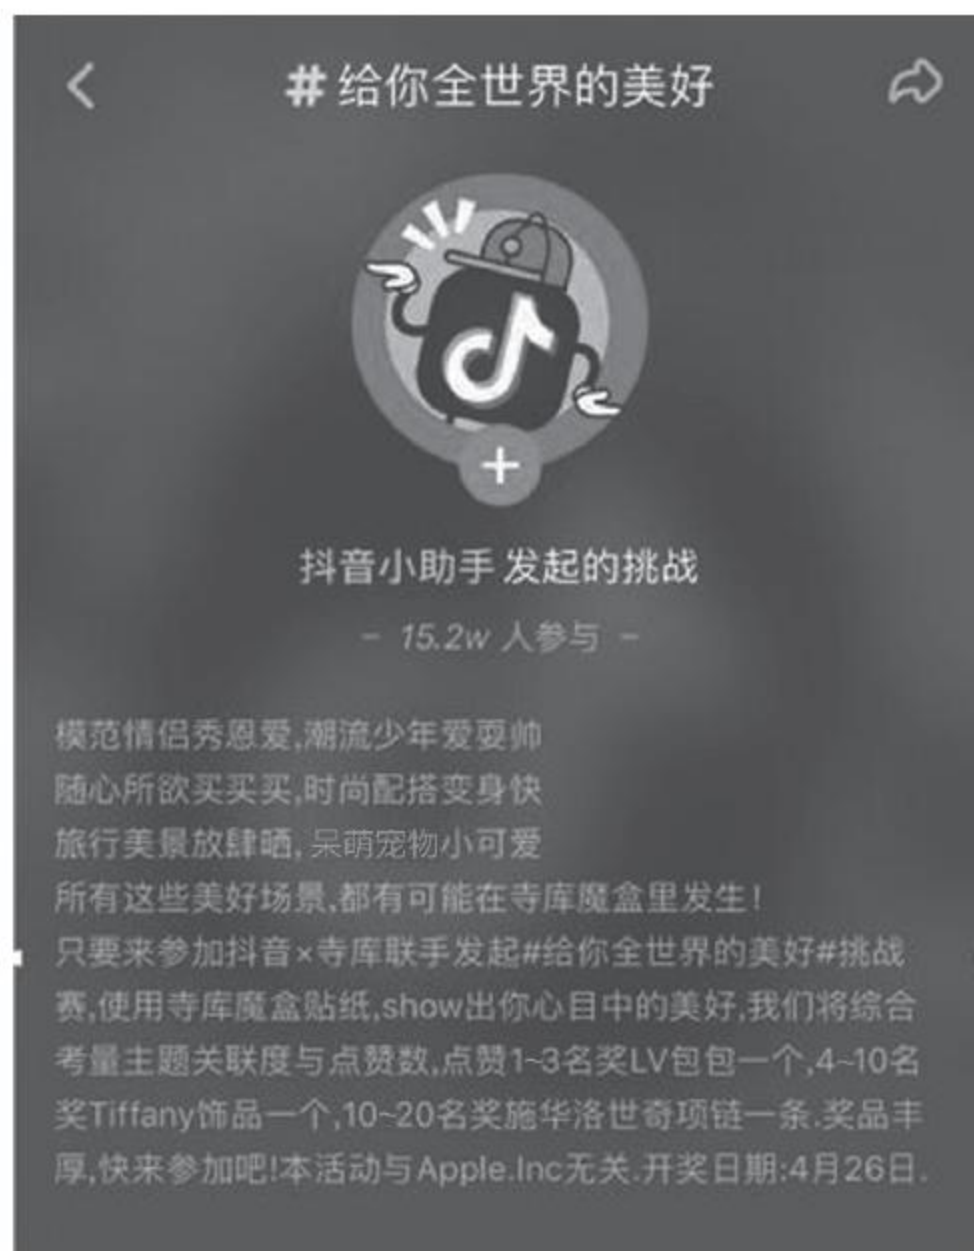 #给你全世界的美好
抖音小助手 发起的挑战
- 15.2w 人参与 -
模范情侣秀恩爱,潮流少年爱耍帅
随心所欲买买买,时尚配搭变身快
旅行美景放肆晒, 呆萌宠物小可爱
所有这些美好场景,都有可能在寺库魔盒里发生!
只要来参加抖音×寺库联手发起#给你全世界的美好#挑战
赛,使用寺库魔盒贴纸,show出你心目中的美好,我们将综合
考量主题关联度与点赞数,点赞1~3名奖LV包包一个,4~10名
奖Tiffany饰品一个,10~20名奖施华洛世奇项链一条.奖品丰
厚,快来参加吧!本活动与Apple.Inc无关.开奖日期:4月26日.